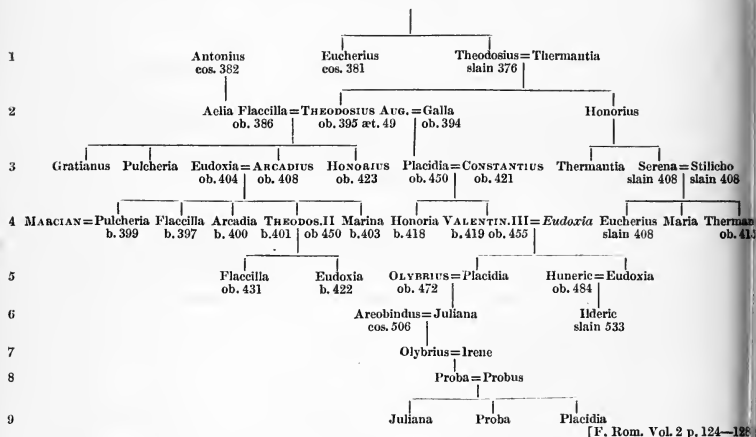 1 Antonius Eucherius Theodosius=Thermantia
cos. 382 cos. 381 slain 376
2 Aelia Flaccilla=THEODOSIUS AUG.=Galla Honorius
ob. 386 ob. 395 æt. 49 ob. 394
3 Gratianus Pulcheria Eudoxia=ARCADIUS HONORIUS Placidia=CONSTANTIUS Thermantia Serena=Stilicho
ob. 404 ob. 408 ob. 423 ob. 450 ob. 421 slain 408 slain 408
4 MARCIAN=Pulcheria Flaccilla Arcadia THEODOS.II Marina Honoria VALENTIN.III=Eudoxia Eucherius Maria Therman
b. 399 b. 397 b. 400 b.401 ob 450 b.403 b.418 b.419 ob. 455 slain 408 ob. 415
5 Flaccilla Eudoxia OLYBRIUS=Placidia Huneric=Eudoxia
ob. 431 b. 422 ob. 472 ob. 484
6 Areobindus=Juliana Ilderic
cos. 506 slain 533
7 Olybrius=Irene
8 Proba=Probus
9 Juliana Proba Placidia
[F. Rom. Vol. 2 p. 124—128